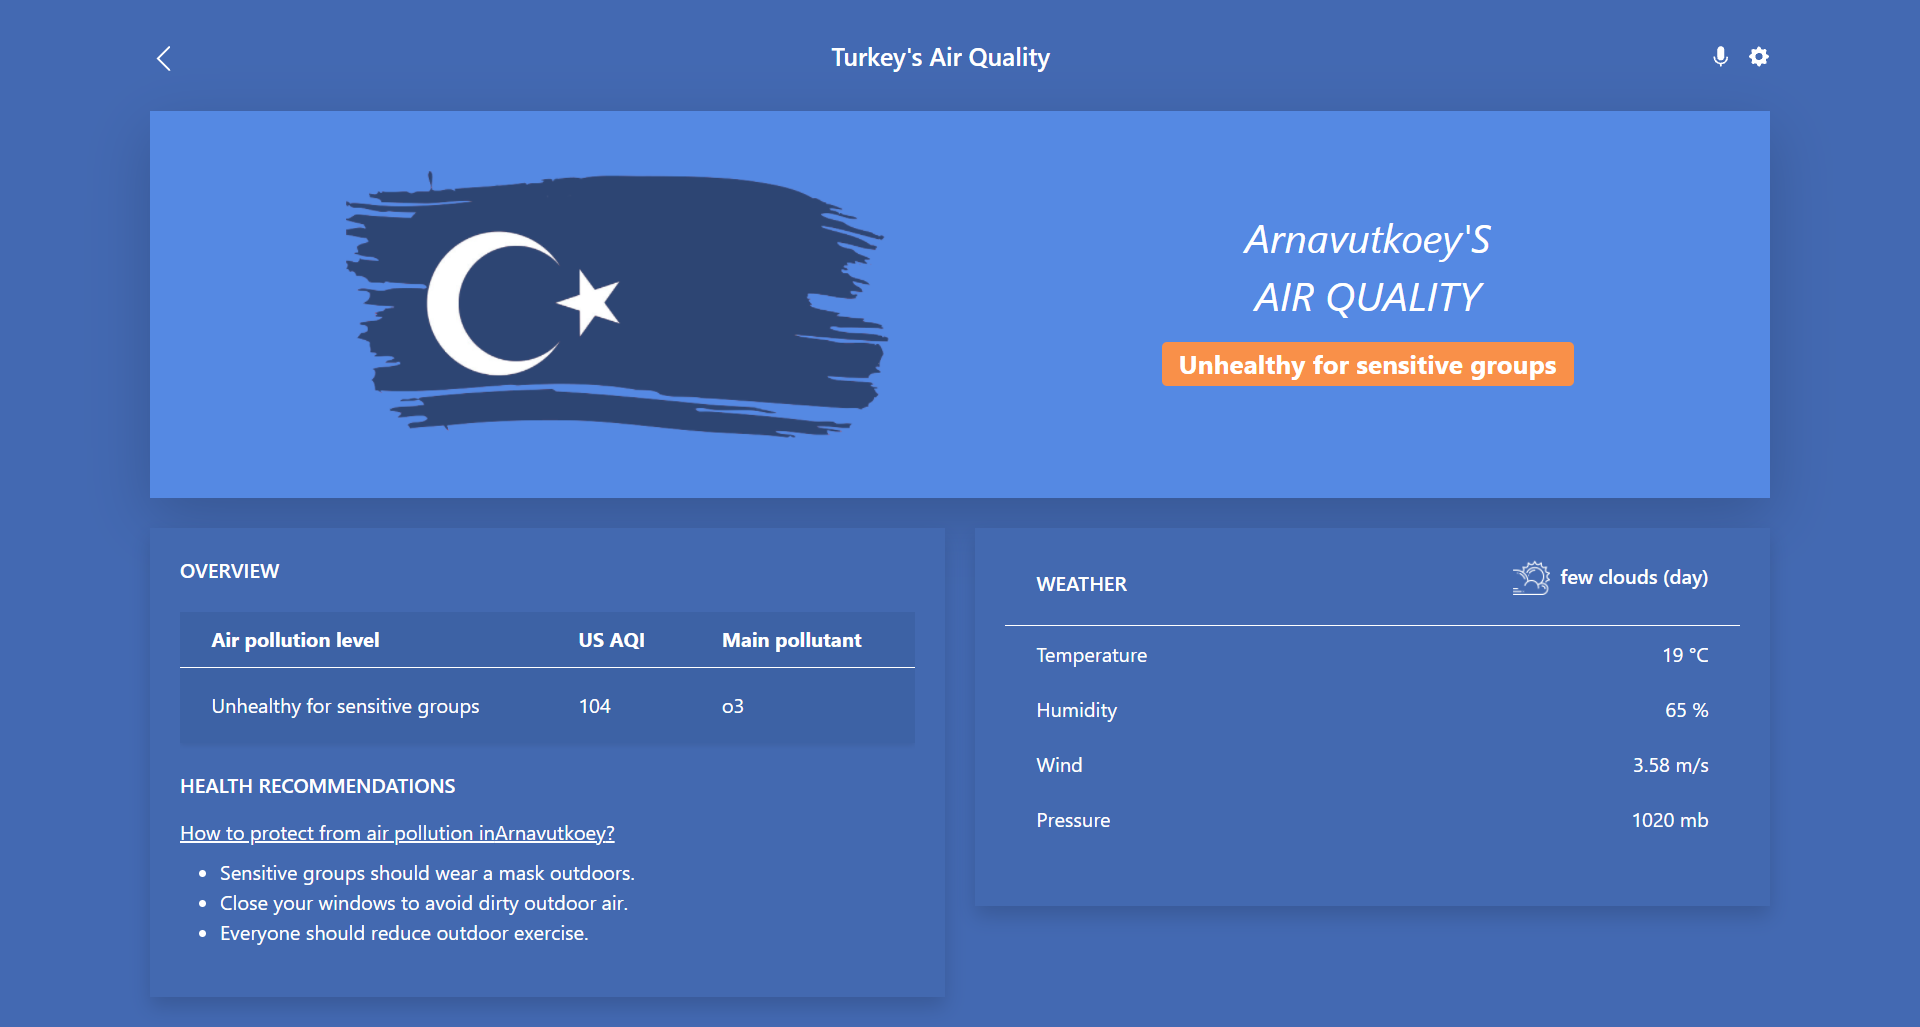 Turkey's Air Quality
Arnavutkoey'S
AIR QUALITY
Unhealthy for sensitive groups
OVERVIEW
Air pollution level US AQI Main pollutant
Unhealthy for sensitive groups 104 o3
HEALTH RECOMMENDATIONS
How to protect from air pollution inArnavutkoey?
Sensitive groups should wear a mask outdoors.
Close your windows to avoid dirty outdoor air.
Everyone should reduce outdoor exercise.
WEATHER few clouds (day)
Temperature 19 °C
Humidity 65 %
Wind 3.58 m/s
Pressure 1020 mb